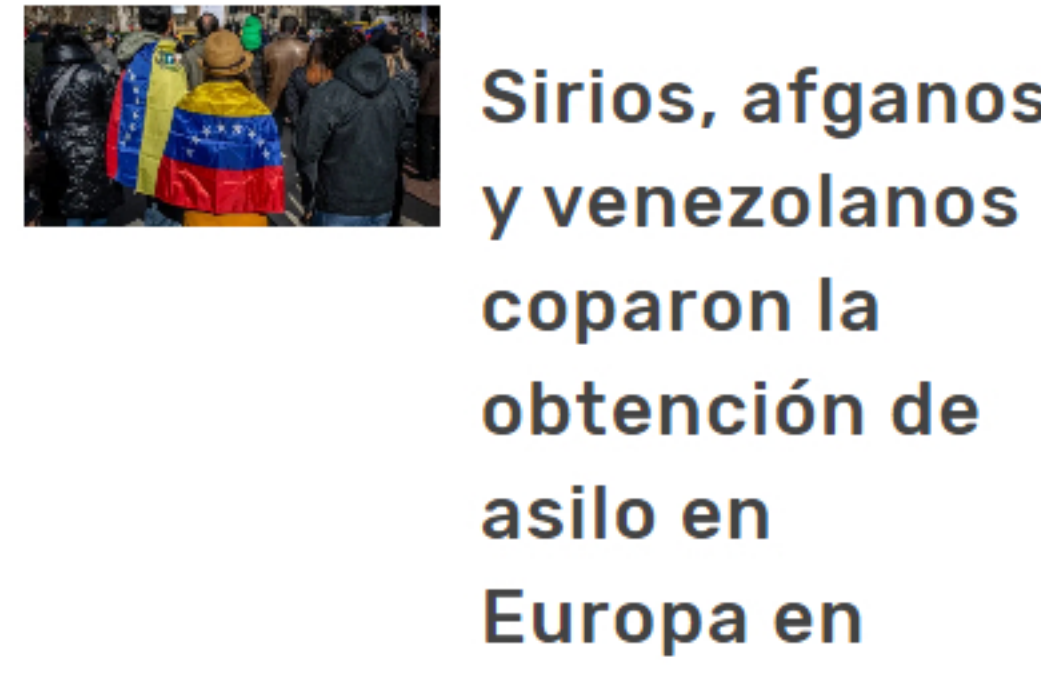 Sirios, afganos
y venezolanos
coparon la
obtención de
asilo en
Europa en